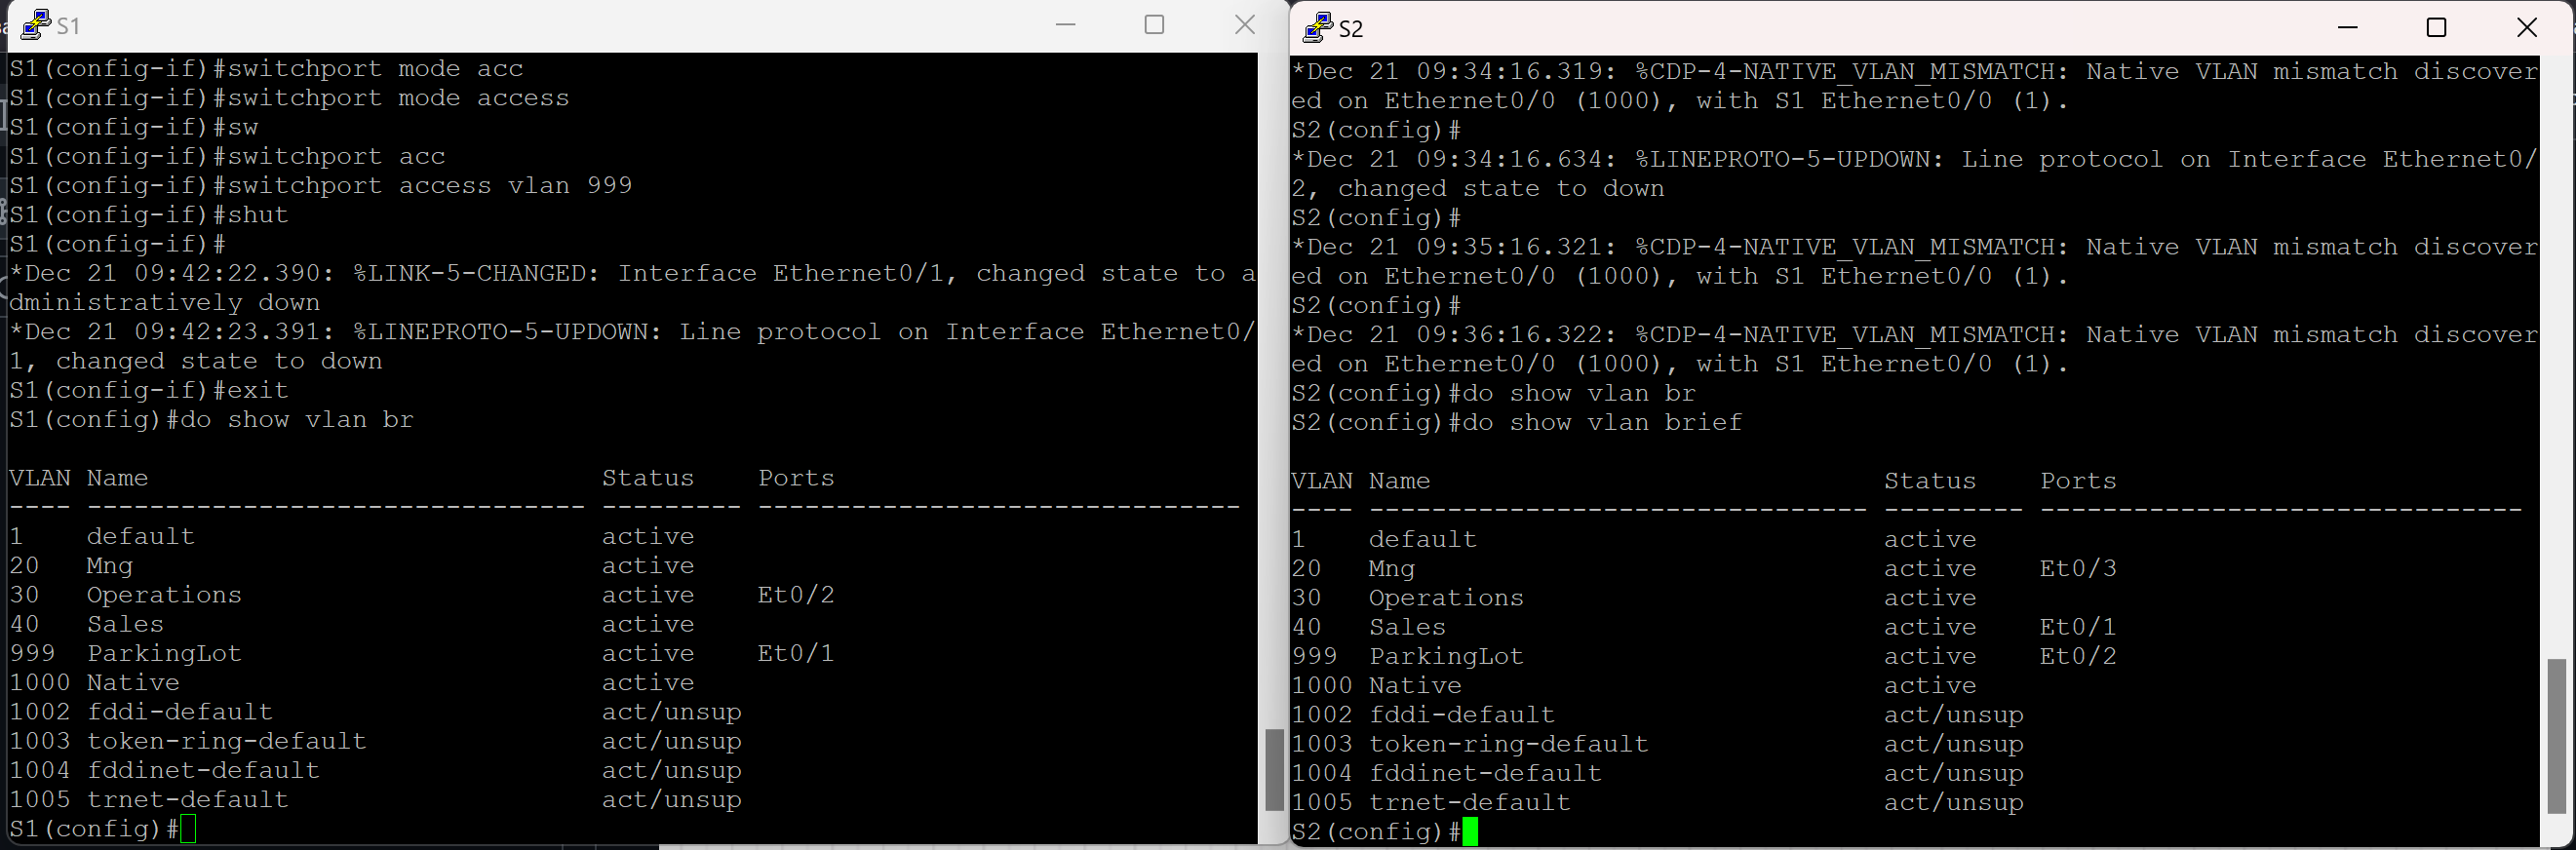 S1
S1(config-if)#switchport mode acc
S1(config-if)#switchport mode access
S1(config-if)#sw
S1(config-if)#switchport acc
S1(config-if)#switchport access vlan 999
S1(config-if)#shut
S1(config-if)#
*Dec 21 09:42:22.390: %LINK-5-CHANGED: Interface Ethernet0/1, changed state to a
dministratively down
*Dec 21 09:42:23.391: %LINEPROTO-5-UPDOWN: Line protocol on Interface Ethernet0/
1, changed state to down
S1(config-if)#exit
S1(config)#do show vlan br

VLAN Name                             Status    Ports
---- -------------------------------- --------- -------------------------------
1    default                          active
20   Mng                              active
30   Operations                       active    Et0/2
40   Sales                            active
999  ParkingLot                       active    Et0/1
1000 Native                           active
1002 fddi-default                     act/unsup
1003 token-ring-default               act/unsup
1004 fddinet-default                  act/unsup
1005 trnet-default                    act/unsup
S1(config)#
S2
*Dec 21 09:34:16.319: %CDP-4-NATIVE_VLAN_MISMATCH: Native VLAN mismatch discover
ed on Ethernet0/0 (1000), with S1 Ethernet0/0 (1).
S2(config)#
*Dec 21 09:34:16.634: %LINEPROTO-5-UPDOWN: Line protocol on Interface Ethernet0/
2, changed state to down
S2(config)#
*Dec 21 09:35:16.321: %CDP-4-NATIVE_VLAN_MISMATCH: Native VLAN mismatch discover
ed on Ethernet0/0 (1000), with S1 Ethernet0/0 (1).
S2(config)#
*Dec 21 09:36:16.322: %CDP-4-NATIVE_VLAN_MISMATCH: Native VLAN mismatch discover
ed on Ethernet0/0 (1000), with S1 Ethernet0/0 (1).
S2(config)#do show vlan br
S2(config)#do show vlan brief

VLAN Name                             Status    Ports
---- -------------------------------- --------- -------------------------------
1    default                          active
20   Mng                              active    Et0/3
30   Operations                       active
40   Sales                            active    Et0/1
999  ParkingLot                       active    Et0/2
1000 Native                           active
1002 fddi-default                     act/unsup
1003 token-ring-default               act/unsup
1004 fddinet-default                  act/unsup
1005 trnet-default                    act/unsup
S2(config)#